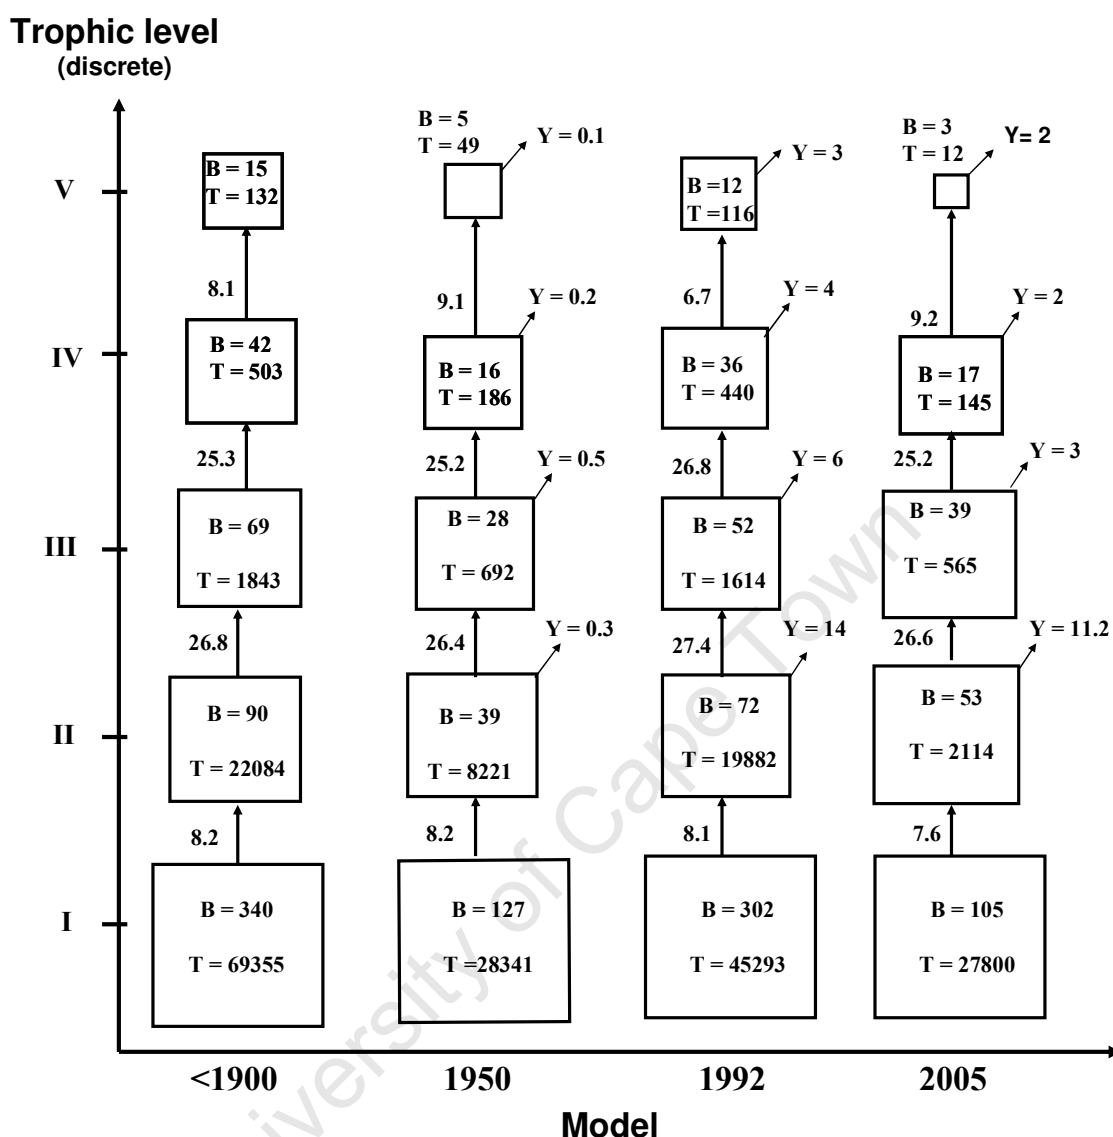 Trophic level
(discrete)
V
B = 15
T = 132
B = 5
T = 49
Y = 0.1
B =12
T =116
Y = 3
B = 3
T = 12
Y= 2
8.1
9.1
6.7
9.2
IV
B = 42
T = 503
B = 16
T = 186
Y = 0.2
B = 36
T = 440
Y = 4
B = 17
T = 145
Y = 2
25.3
25.2
26.8
25.2
III
B = 69
T = 1843
B = 28
T = 692
Y = 0.5
B = 52
T = 1614
Y = 6
B = 39
T = 565
Y = 3
26.8
26.4
27.4
26.6
II
B = 90
T = 22084
B = 39
T = 8221
Y = 0.3
B = 72
T = 19882
Y = 14
B = 53
T = 2114
Y = 11.2
8.2
8.2
8.1
7.6
I
B = 340
T = 69355
B = 127
T =28341
B = 302
T = 45293
B = 105
T = 27800
<1900
1950
1992
2005
Model
iversity of Cape Town